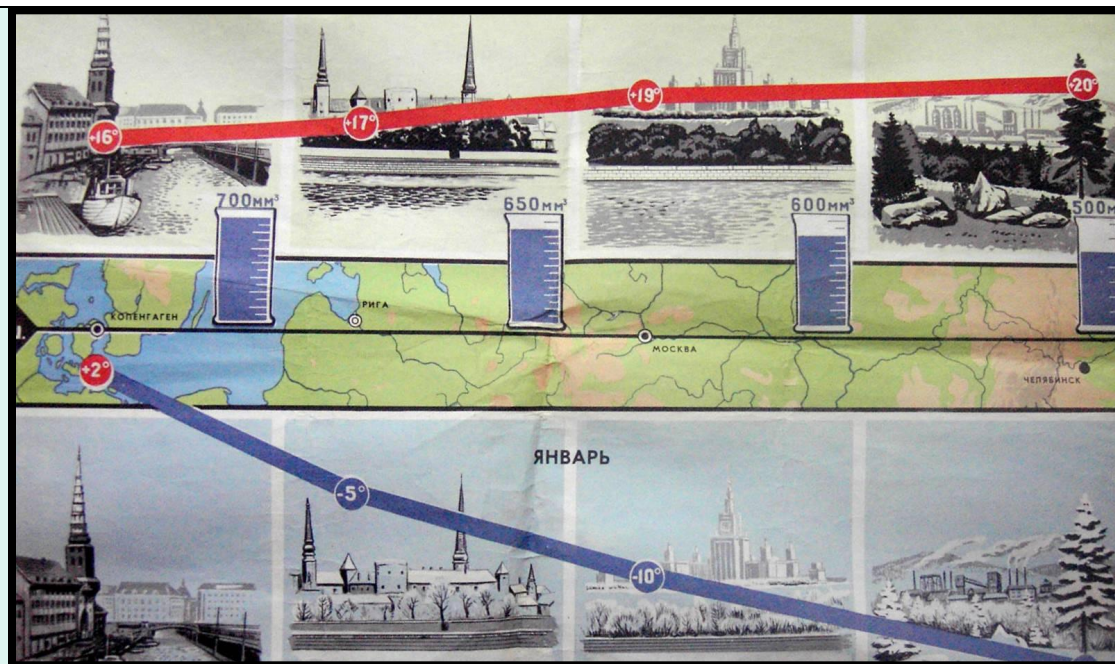 +16°
+17°
+19°
+20°
700мм³
650мм³
600мм³
500мм
КОПЕНГАГЕН
РИГА
МОСКВА
ЧЕЛЯБИНСК
+2°
ЯНВАРЬ
-5°
-10°